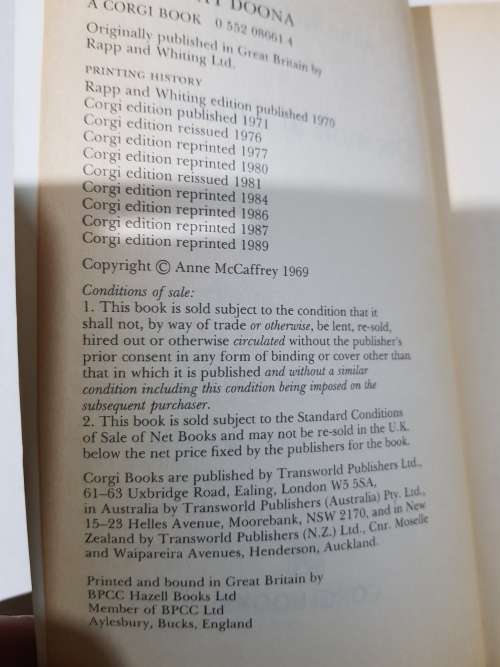 DOONA
A CORGI BOOK 0 552 08661 4
Originally published in Great Britain by
Rapp and Whiting Ltd.
PRINTING HISTORY
Rapp and Whiting edition published 1970
Corgi edition published 1971
Corgi edition reissued 1976
Corgi edition reprinted 1977
Corgi edition reprinted 1980
Corgi edition reissued 1981
Corgi edition reprinted 1984
Corgi edition reprinted 1986
Corgi edition reprinted 1987
Corgi edition reprinted 1989
Copyright © Anne McCaffrey 1969
Conditions of sale:
1. This book is sold subject to the condition that it
shall not, by way of trade or otherwise, be lent, re-sold,
hired out or otherwise circulated without the publisher's
prior consent in any form of binding or cover other than
that in which it is published and without a similar
condition including this condition being imposed on the
subsequent purchaser.
2. This book is sold subject to the Standard Conditions
of Sale of Net Books and may not be re-sold in the U.K.
below the net price fixed by the publishers for the book.
Corgi Books are published by Transworld Publishers Ltd.,
61–63 Uxbridge Road, Ealing, London W5 5SA,
in Australia by Transworld Publishers (Australia) Pty. Ltd.,
15–23 Helles Avenue, Moorebank, NSW 2170, and in New
Zealand by Transworld Publishers (N.Z.) Ltd., Cnr. Moselle
and Waipareira Avenues, Henderson, Auckland.
Printed and bound in Great Britain by
BPCC Hazell Books Ltd
Member of BPCC Ltd
Aylesbury, Bucks, England